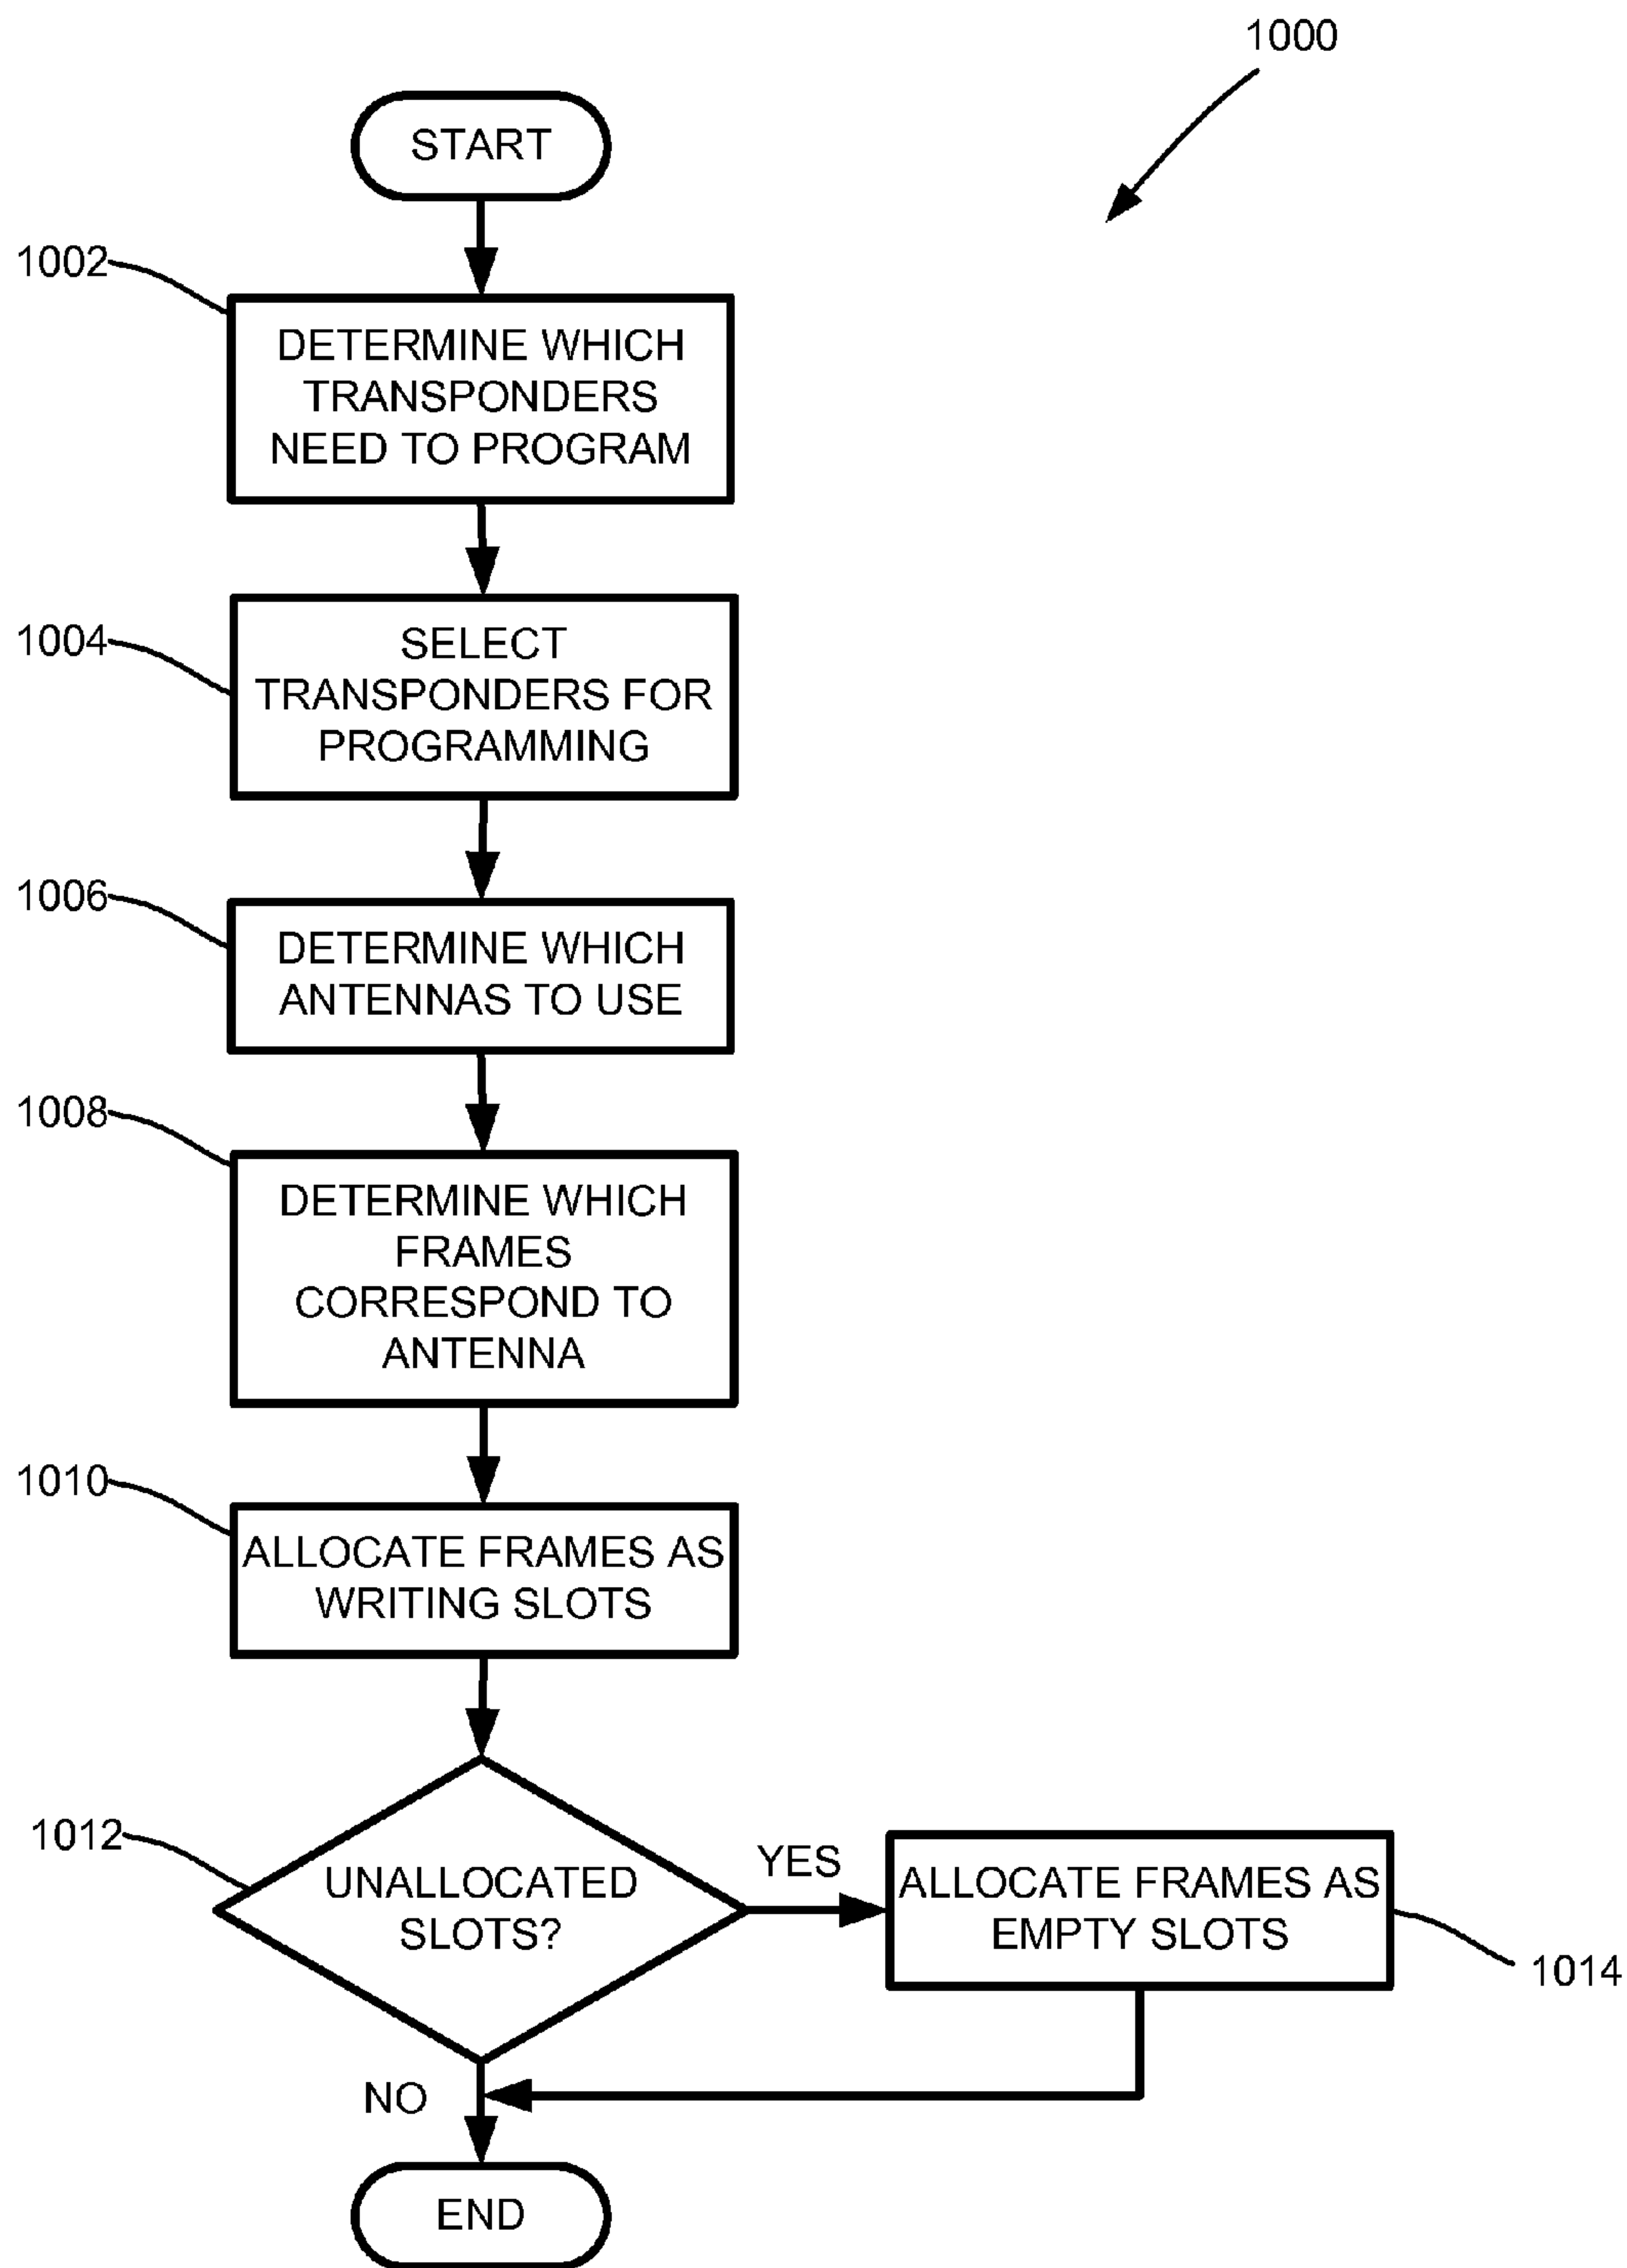 1000
START
1002
DETERMINE WHICH
TRANSPONDERS
NEED TO PROGRAM
1004
SELECT
TRANSPONDERS FOR
PROGRAMMING
1006
DETERMINE WHICH
ANTENNAS TO USE
1008
DETERMINE WHICH
FRAMES
CORRESPOND TO
ANTENNA
1010
ALLOCATE FRAMES AS
WRITING SLOTS
1012
UNALLOCATED
SLOTS?
YES
ALLOCATE FRAMES AS
EMPTY SLOTS
1014
NO
END